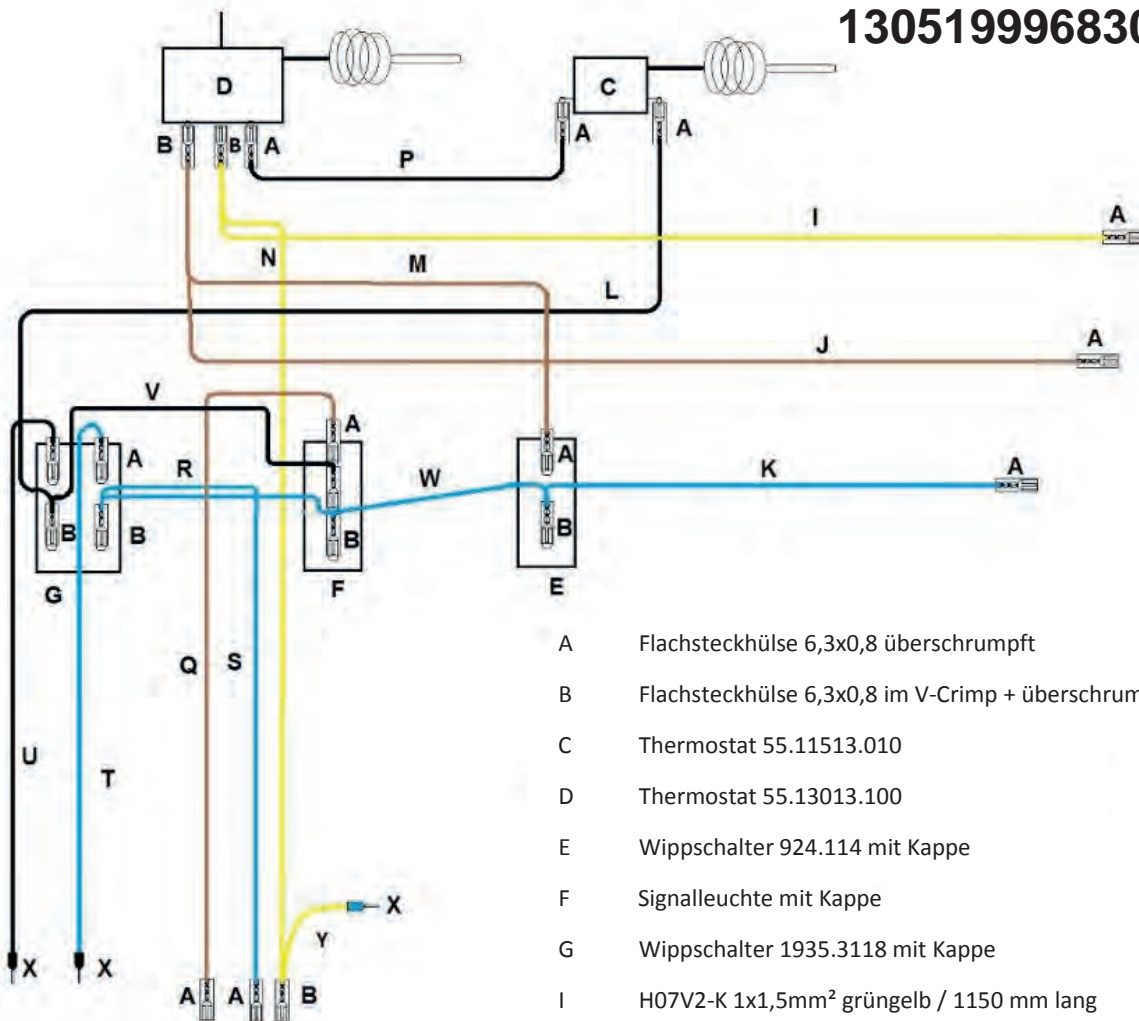 130519996830
D
C
B
B
A
A
A
P
I
A
N
M
L
J
A
V
A
A
A
R
W
K
A
B
B
B
B
G
F
E
Q
S
U
T
X
Y
X
X
A
A
B
A Flachsteckhülse 6,3x0,8 überschrumpft
B Flachsteckhülse 6,3x0,8 im V-Crimp +
C Thermostat 55.11513.010
D Thermostat 55.13013.100
E Wippschalter 924.114 mit Kappe
F Signalleuchte mit Kappe
G Wippschalter 1935.3118 mit Kappe
I H07V2-K 1x1,5mm² grüngelb / 1150 mm lang